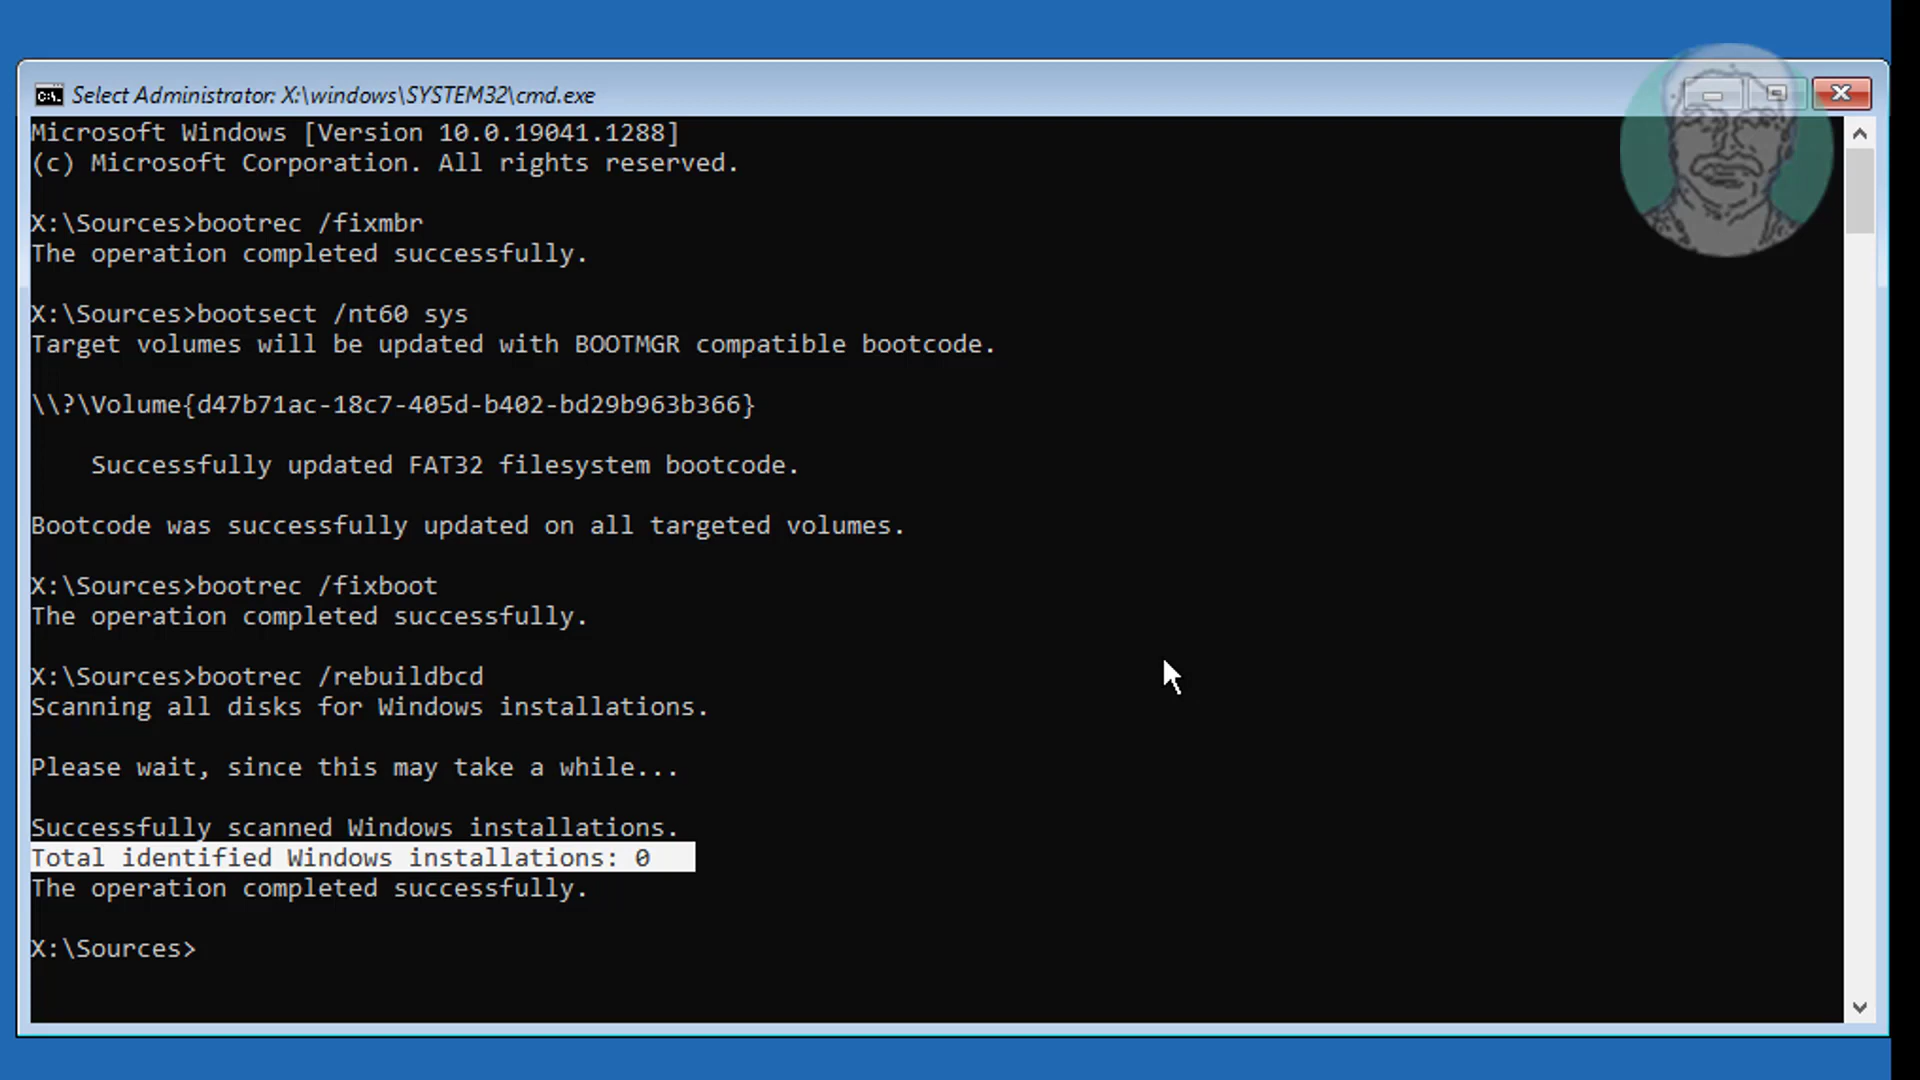 Select Administrator: X:\windows\SYSTEM32\cmd.exe
Microsoft Windows [Version 10.0.19041.1288]
(c) Microsoft Corporation. All rights reserved.
X:\Sources>bootrec /fixmbr
The operation completed successfully.
X:\Sources>bootsect /nt60 sys
Target volumes will be updated with BOOTMGR compatible bootcode.
\\?\Volume{d47b71ac-18c7-405d-b402-bd29b963b366}
Successfully updated FAT32 filesystem bootcode.
Bootcode was successfully updated on all targeted volumes.
X:\Sources>bootrec /fixboot
The operation completed successfully.
X:\Sources>bootrec /rebuildbcd
Scanning all disks for Windows installations.
Please wait, since this may take a while...
Successfully scanned Windows installations.
Total identified Windows installations: 0
The operation completed successfully.
X:\Sources>